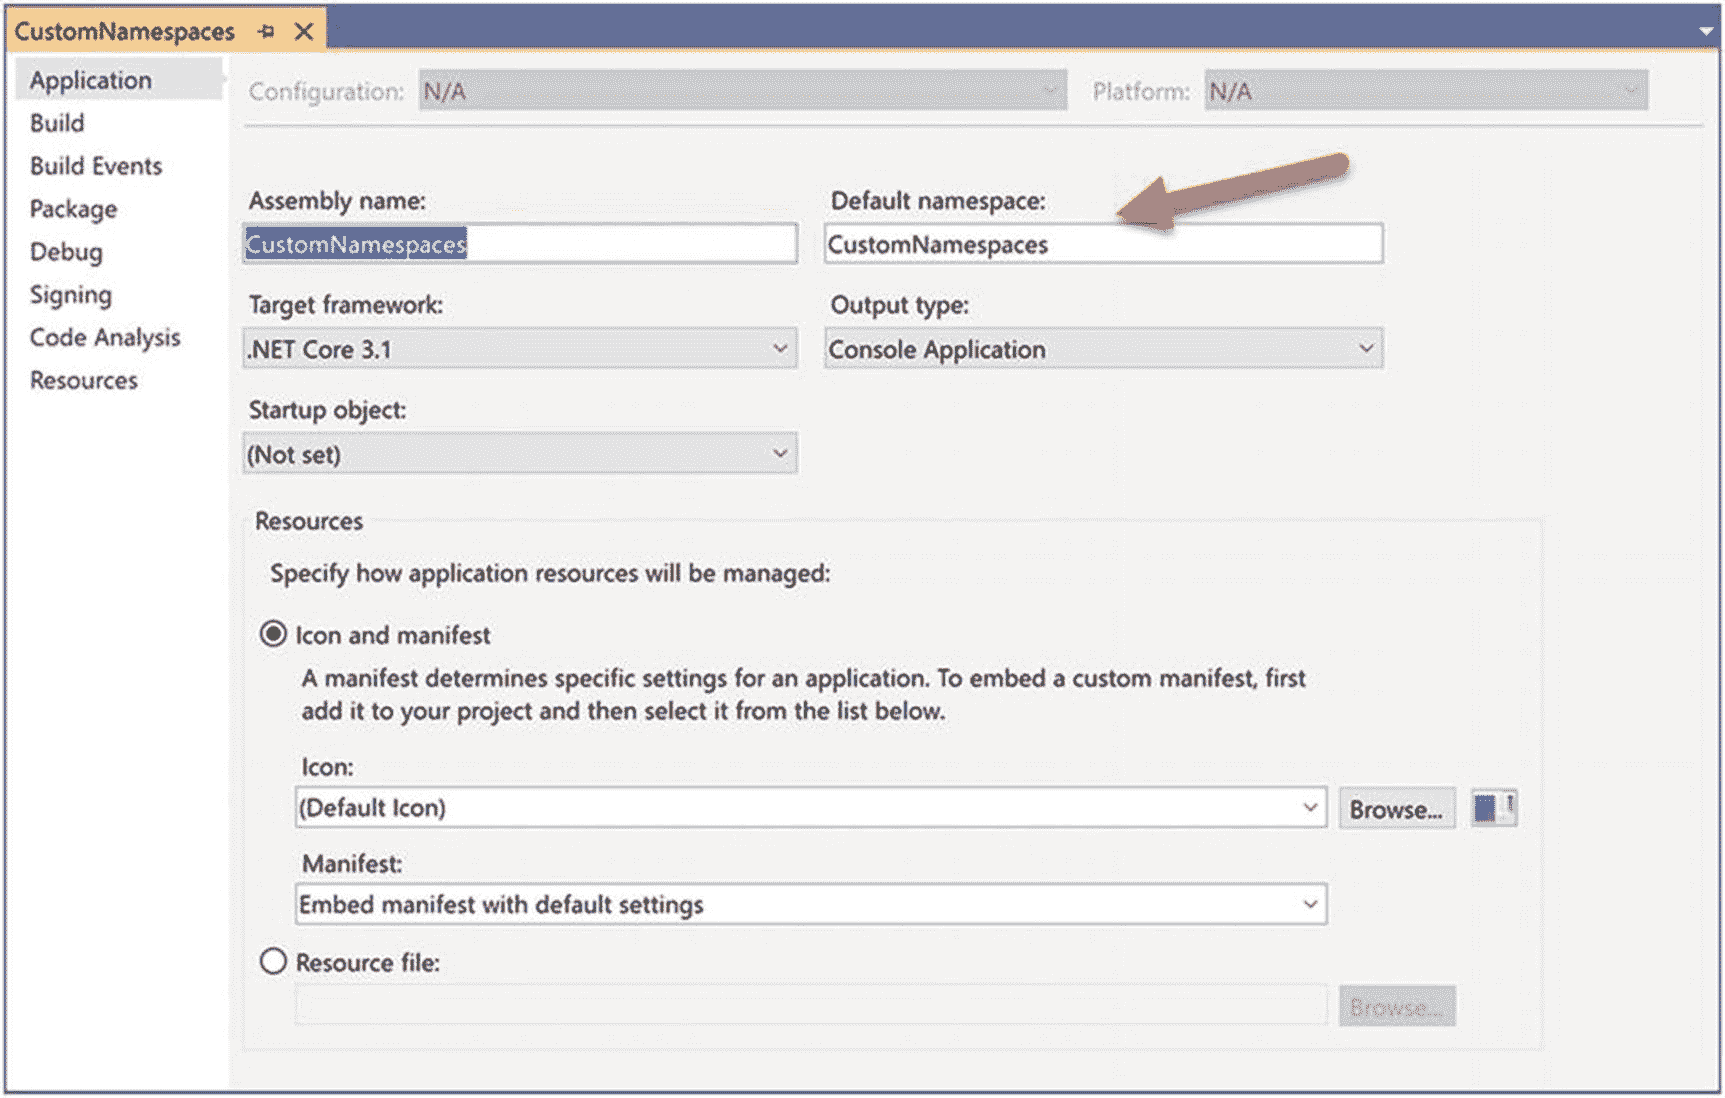 CustomNamespaces
Application
Build
Build Events
Package
Debug
Signing
Code Analysis
Resources
Configuration: N/A Platform: N/A
Assembly name: Default namespace:
CustomNamespaces CustomNamespaces
Target framework: Output type:
.NET Core 3.1 Console Application
Startup object:
(Not set)
Resources
Specify how application resources will be managed:
Icon and manifest
A manifest determines specific settings for an application. To embed a custom manifest, first
add it to your project and then select it from the list below.
Icon:
(Default Icon) Browse...
Manifest:
Embed manifest with default settings
Resource file:
Browse...